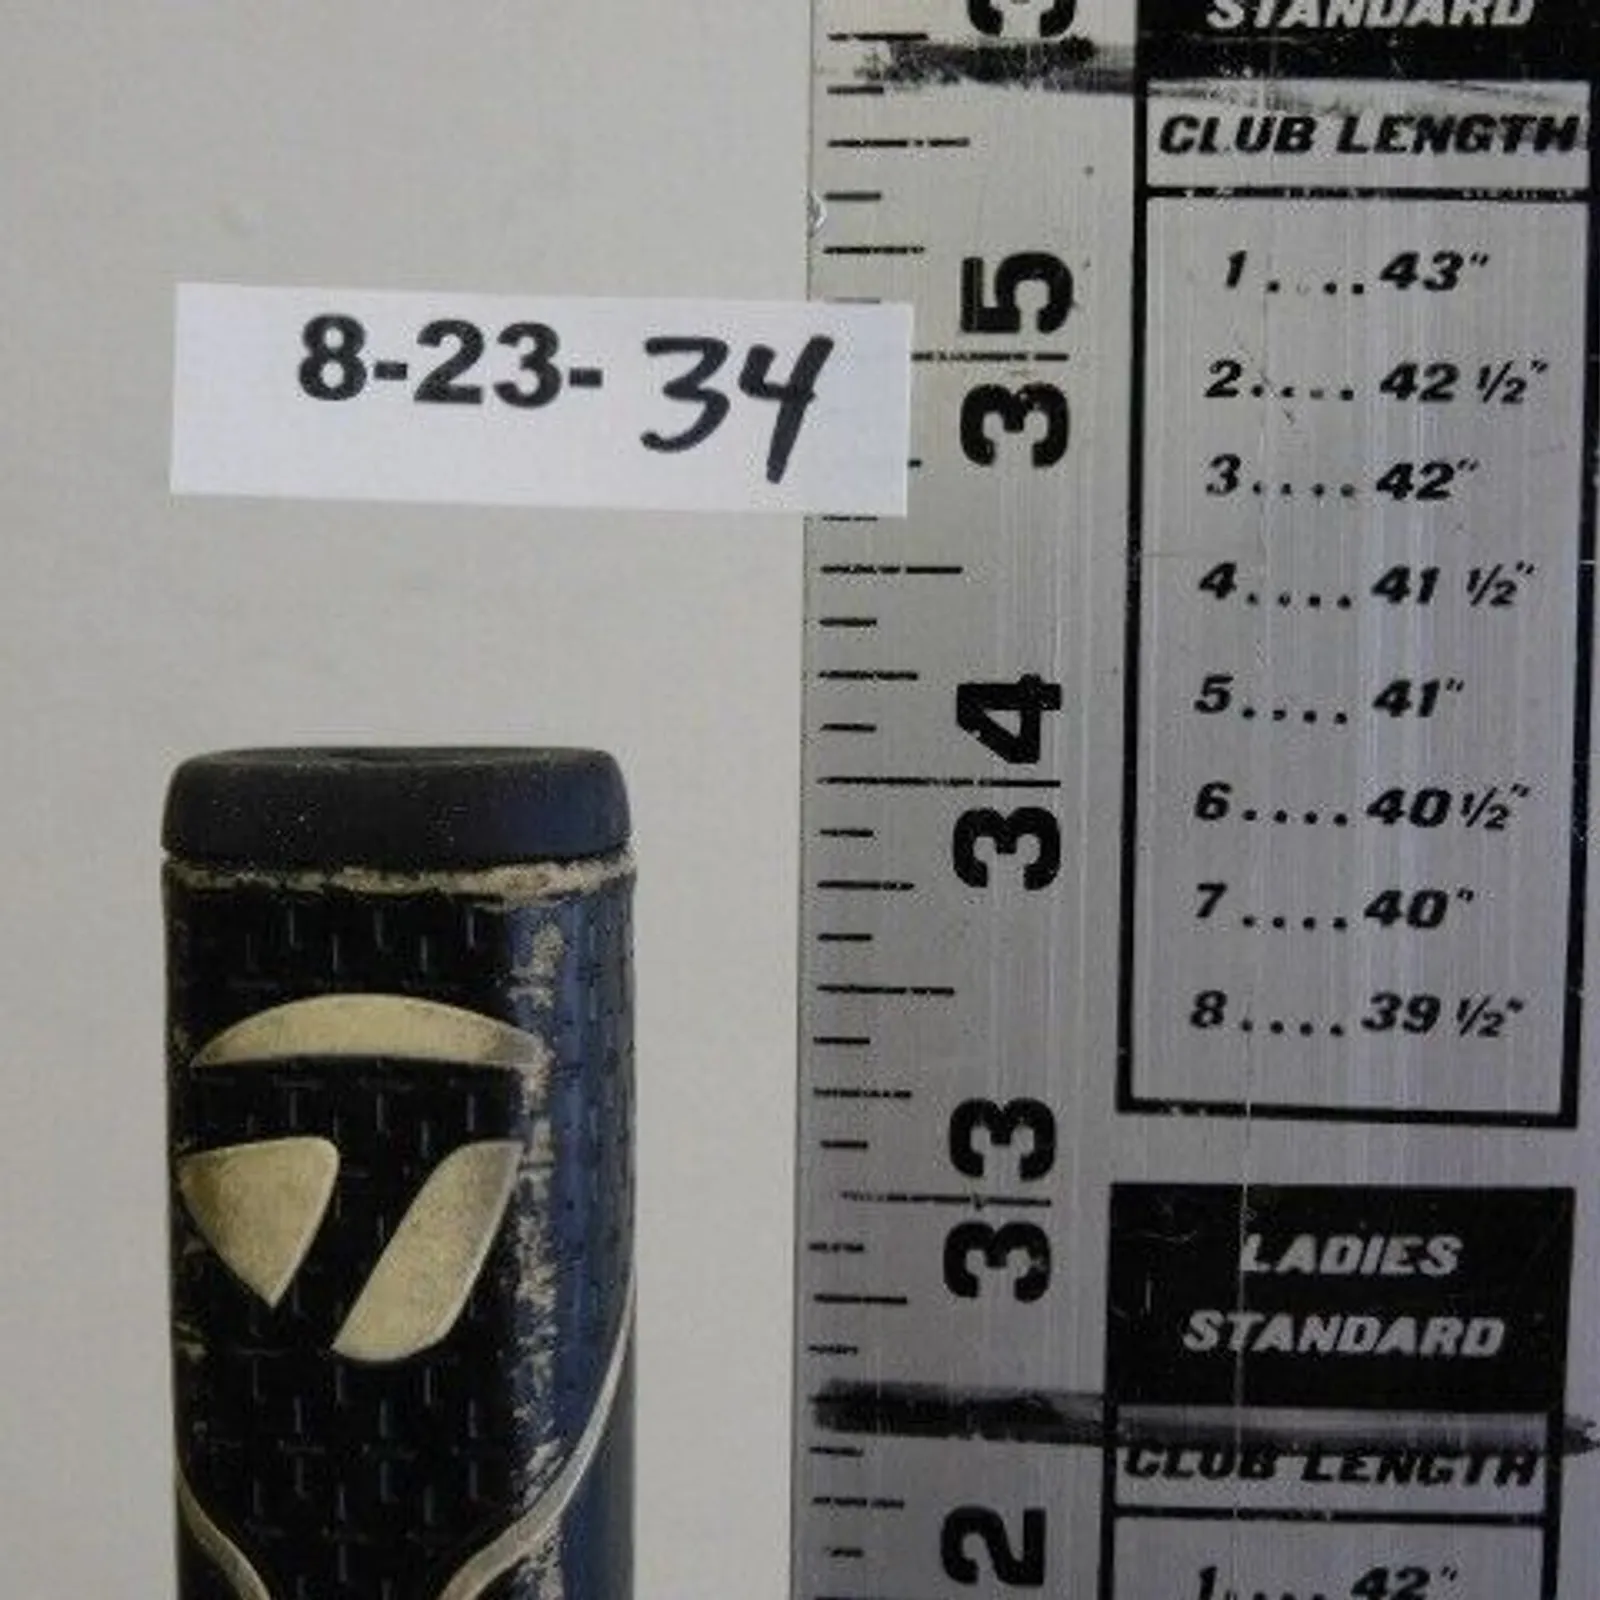 STANDARD
CLUB LENGTH
1....43"
2....42 ½"
3....42"
4....41 ½"
5....41"
6....40 ½"
7....40"
8....39 ½"
8-23-34
35
34
33
LADIES
STANDARD
CLUB LENGTH
1....42"
2